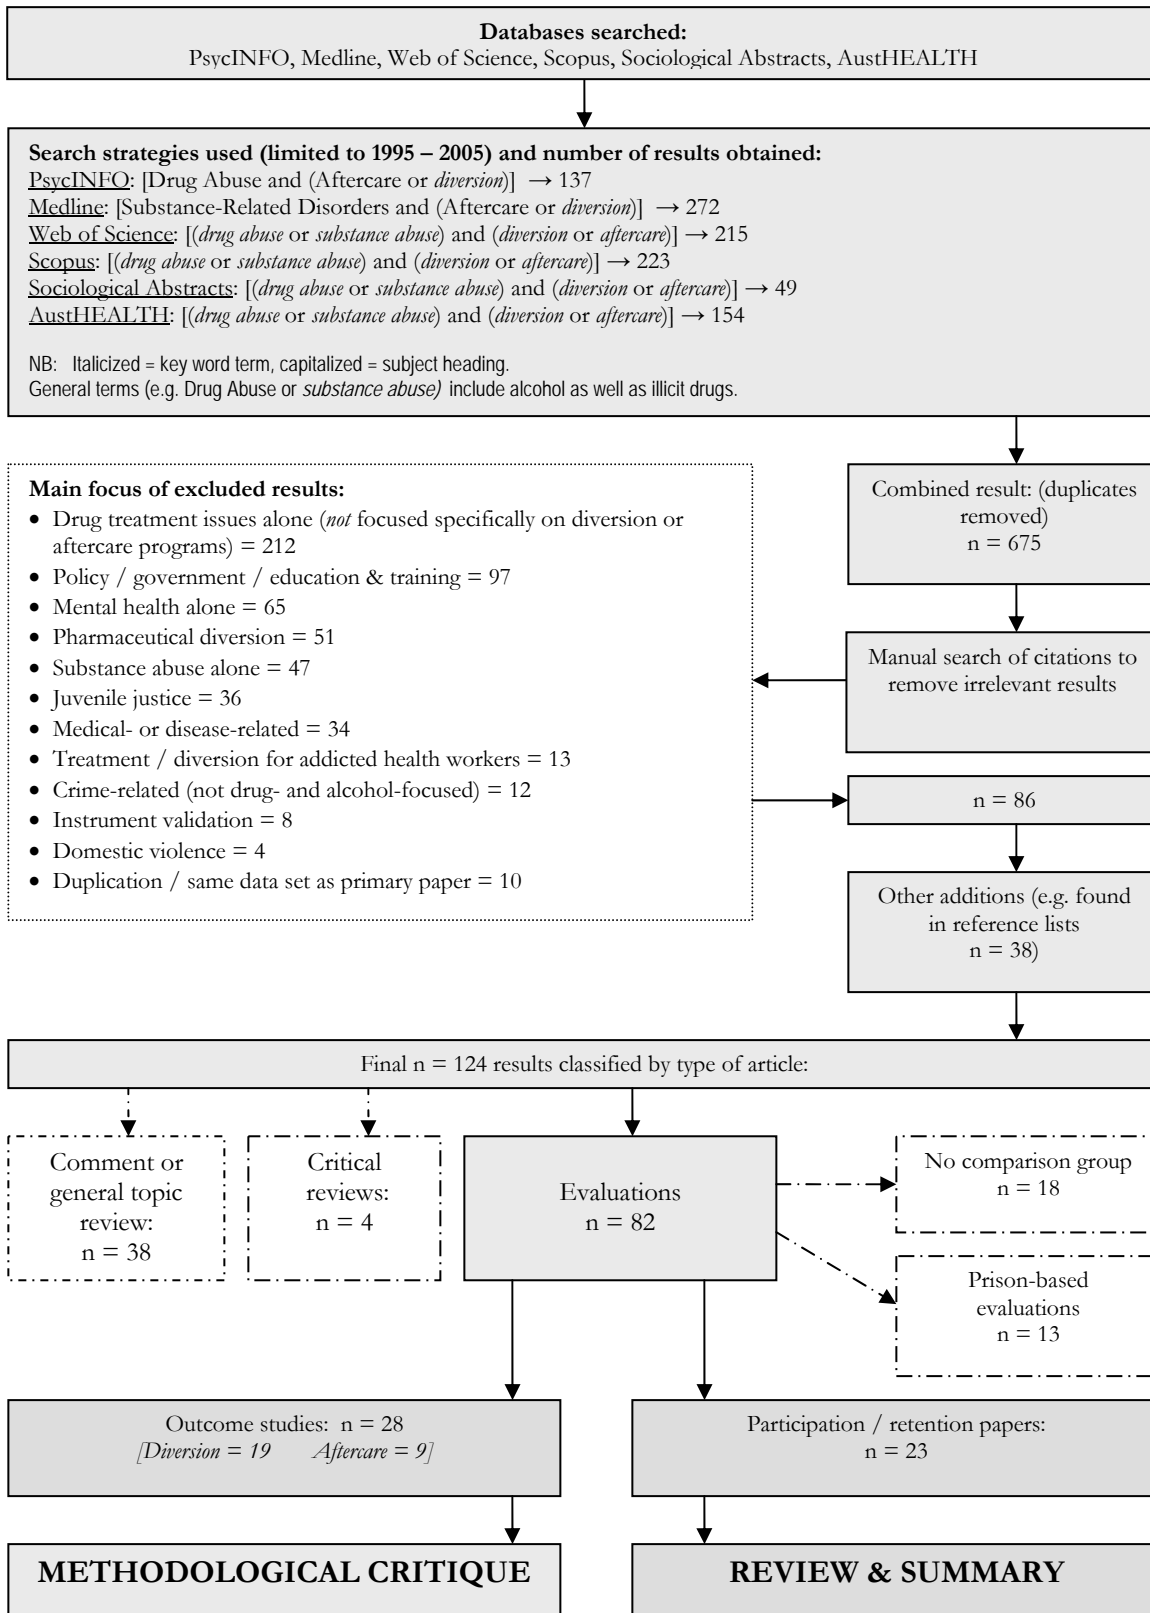 Databases searched:
PsycINFO, Medline, Web of Science, Scopus, Sociological Abstracts, AustHEALTH
Search strategies used (limited to 1995 – 2005) and number of results obtained:
PsycINFO: [Drug Abuse and (Aftercare or diversion)] → 137
Medline: [Substance-Related Disorders and (Aftercare or diversion)] → 272
Web of Science: [(drug abuse or substance abuse) and (diversion or aftercare)] → 215
Scopus: [(drug abuse or substance abuse) and (diversion or aftercare)] → 223
Sociological Abstracts: [(drug abuse or substance abuse) and (diversion or aftercare)] → 49
AustHEALTH: [(drug abuse or substance abuse) and (diversion or aftercare)] → 154
NB: Italicized = key word term, capitalized = subject heading.
General terms (e.g. Drug Abuse or substance abuse) include alcohol as well as illicit drugs.
Combined result: (duplicates
removed)
n = 675
Manual search of citations to
remove irrelevant results
Main focus of excluded results:
• Drug treatment issues alone (not focused specifically on diversion or
aftercare programs) = 212
• Policy / government / education & training = 97
• Mental health alone = 65
• Pharmaceutical diversion = 51
• Substance abuse alone = 47
• Juvenile justice = 36
• Medical- or disease-related = 34
• Treatment / diversion for addicted health workers = 13
• Crime-related (not drug- and alcohol-focused) = 12
• Instrument validation = 8
• Domestic violence = 4
• Duplication / same data set as primary paper = 10
n = 86
Other additions (e.g. found
in reference lists
n = 38)
Final n = 124 results classified by type of article:
Comment or
general topic
review:
n = 38
Critical
reviews:
n = 4
Evaluations
n = 82
No comparison group
n = 18
Prison-based
evaluations
n = 13
Outcome studies: n = 28
[Diversion = 19 Aftercare = 9]
Participation / retention papers:
n = 23
METHODOLOGICAL CRITIQUE
REVIEW & SUMMARY